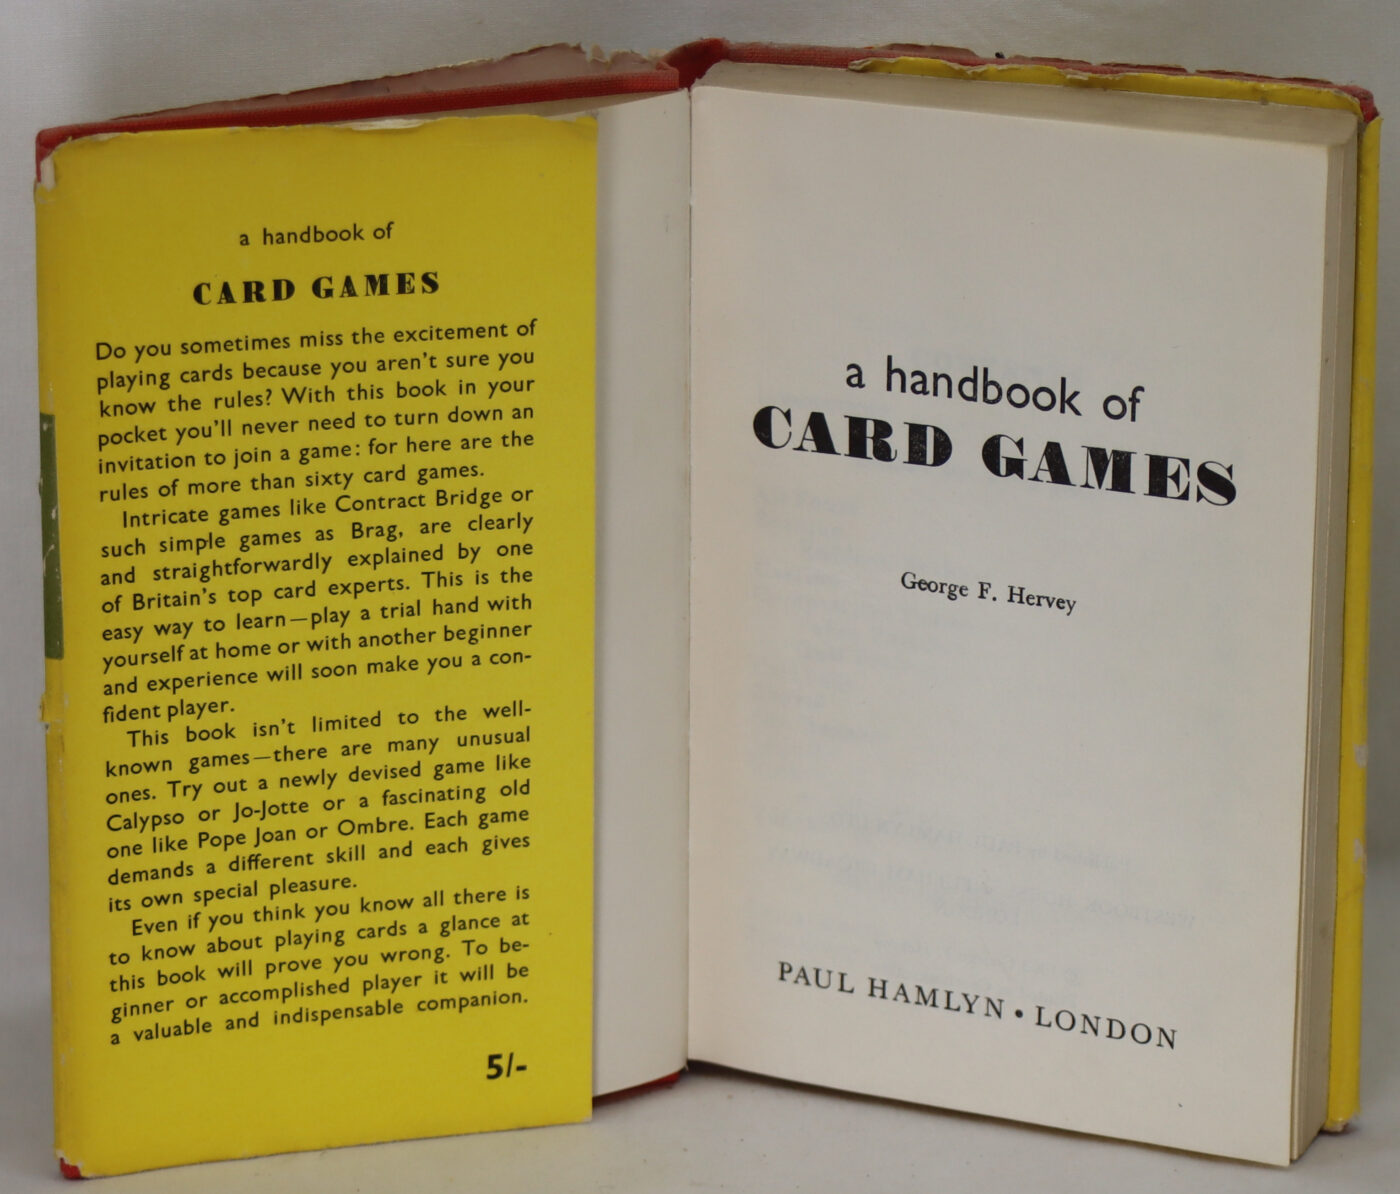 a handbook of
CARD GAMES
Do you sometimes miss the excitement of
playing cards because you aren't sure you
know the rules? With this book in your
pocket you'll never need to turn down an
invitation to join a game: for here are the
rules of more than sixty card games.
Intricate games like Contract Bridge or
such simple games as Brag, are clearly
and straightforwardly explained by one
of Britain's top card experts. This is the
easy way to learn—play a trial hand with
yourself at home or with another beginner
and experience will soon make you a con-
fident player.
This book isn't limited to the well-
known games—there are many unusual
ones. Try out a newly devised game like
Calypso or Jo-Jotte or a fascinating old
one like Pope Joan or Ombre. Each game
demands a different skill and each gives
its own special pleasure.
Even if you think you know all there is
to know about playing cards a glance at
this book will prove you wrong. To be-
ginner or accomplished player it will be
a valuable and indispensable companion.
5/-
a handbook of
CARD GAMES
George F. Hervey
PAUL HAMLYN • LONDON